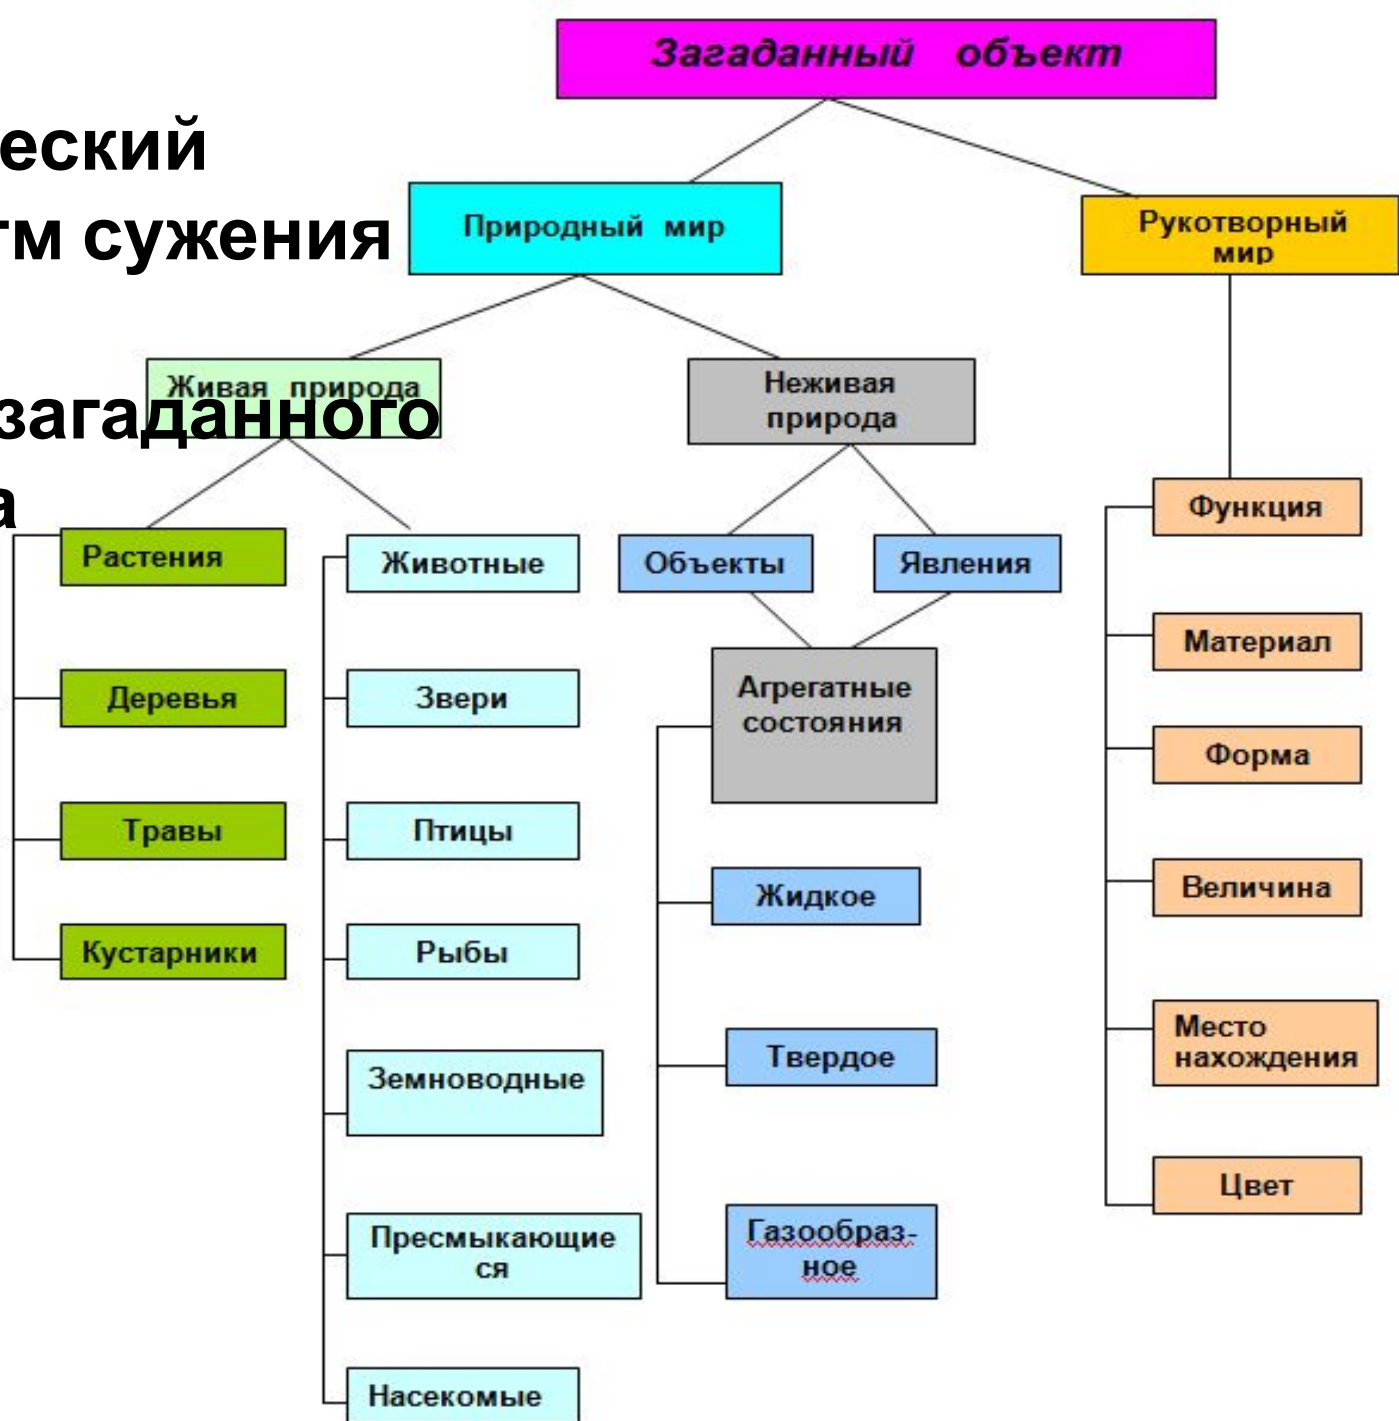 Загаданный объект
еский
тм сужения
загаданного
а
Природный мир
Рукотворный
мир
Живая природа
Неживая
природа
Растения
Деревья
Травы
Кустарники
Животные
Звери
Птицы
Рыбы
Земноводные
Пресмыкающие
ся
Насекомые
Объекты
Явления
Агрегатные
состояния
Жидкое
Твердое
Газообраз-
ное
Функция
Материал
Форма
Величина
Место
нахождения
Цвет